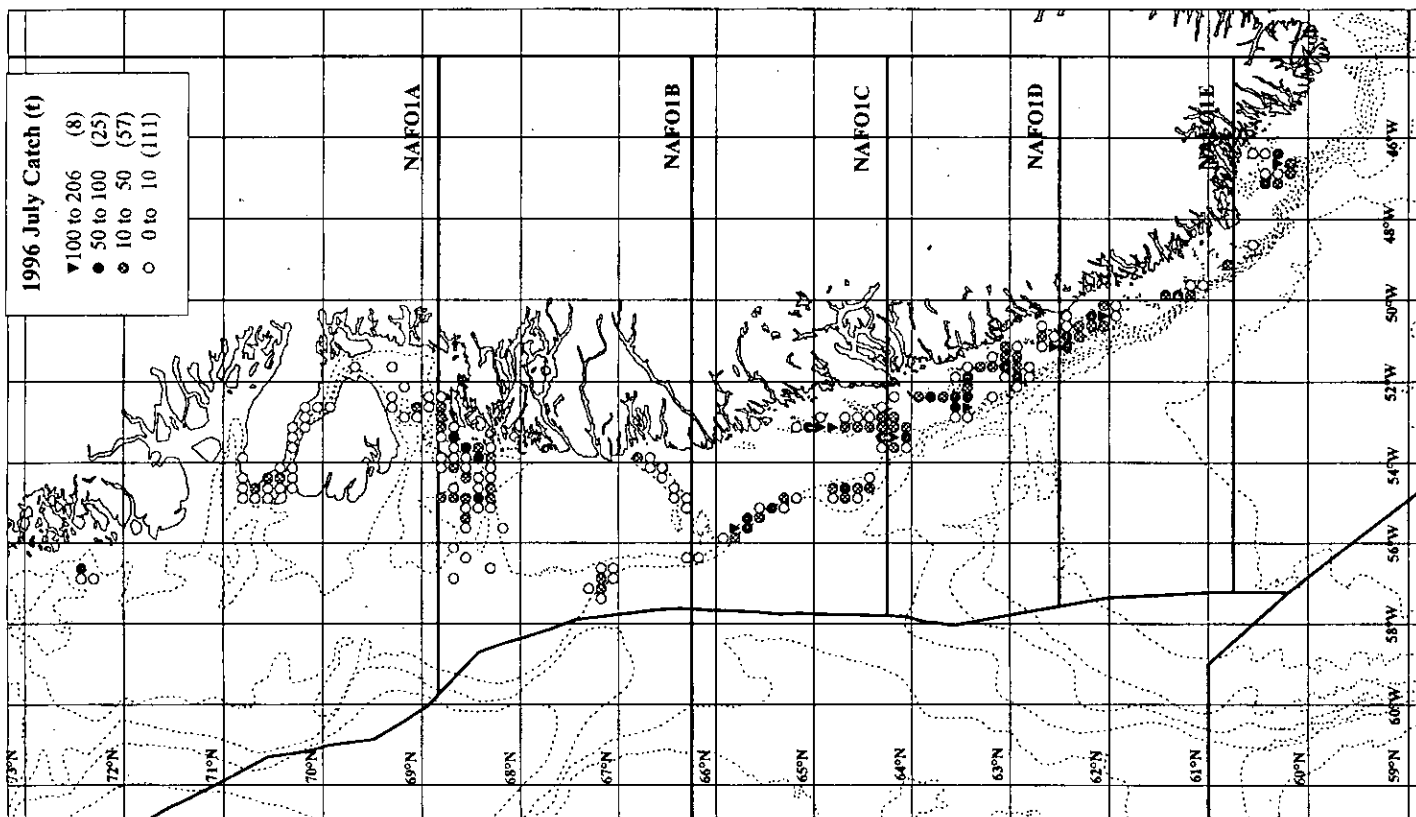 1996 July Catch (t)
▼100 to 206 (8)
● 50 to 100 (25)
⊗ 10 to 50 (57)
○ 0 to 10 (111)
NAFO1A
NAFO1B
NAFO1C
NAFO1D
NAFO1E
73°N
72°N
71°N
70°N
69°N
68°N
67°N
66°N
65°N
64°N
63°N
62°N
61°N
60°N
59°N
60°W
58°W
56°W
54°W
52°W
50°W
48°W
46°W